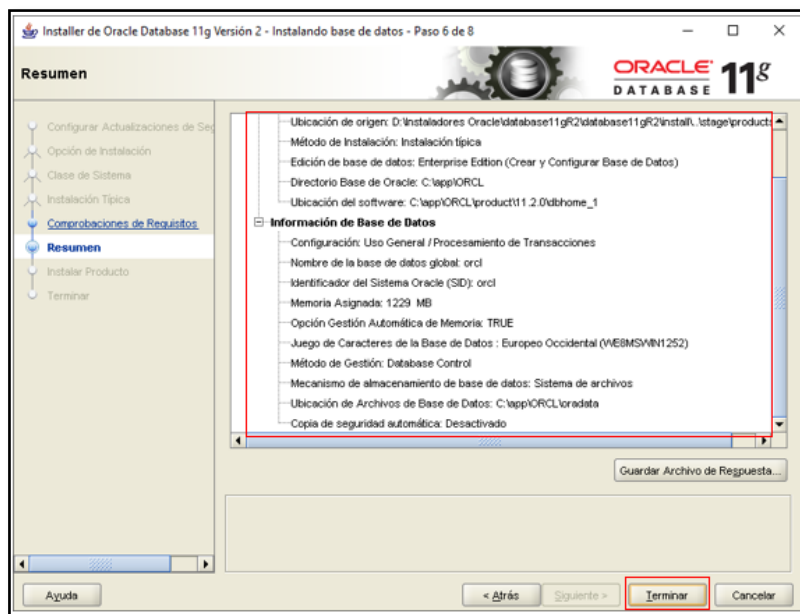 Installer de Oracle Database 11g Versión 2 - Instalando base de datos - Paso 6 de 8
Resumen
ORACLE
DATABASE
11g
Configurar Actualizaciones de Seg
Opción de Instalación
Clase de Sistema
Instalación Típica
Comprobaciones de Requisitos
Resumen
Instalar Producto
Terminar
Ubicación de origen: D:\Instaladores Oracle\database11gR2\database11gR2\install\..\stage\products
Método de Instalación: Instalación típica
Edición de base de datos: Enterprise Edition (Crear y Configurar Base de Datos)
Directorio Base de Oracle: C:\app\ORCL
Ubicación del software: C:\app\ORCL\product\11.2.0\dbhome_1
Información de Base de Datos
Configuración: Uso General / Procesamiento de Transacciones
Nombre de la base de datos global: orcl
Identificador del Sistema Oracle (SID): orcl
Memoria Asignada: 1229 MB
Opción Gestión Automática de Memoria: TRUE
Juego de Caracteres de la Base de Datos : Europeo Occidental (WE8MSWIN1252)
Método de Gestión: Database Control
Mecanismo de almacenamiento de base de datos: Sistema de archivos
Ubicación de Archivos de Base de Datos: C:\app\ORCL\oradata
Copia de seguridad automática: Desactivado
Guardar Archivo de Respuesta...
Ayuda
< Atrás
Siguiente >
Terminar
Cancelar